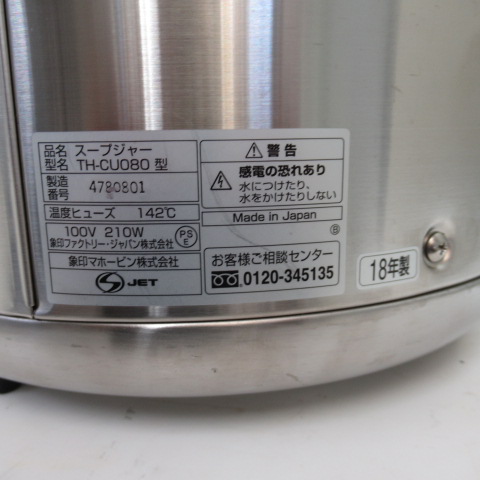 品名 スープジャー
型名 TH-CU080 型
製造
番号 4780801
温度ヒューズ 142℃
100V 210W
象印ファクトリー・ジャパン株式会社
PS
E
象印マホービン株式会社
S JET
警告
感電の恐れあり
水につけたり、
水をかけたりしない
Made in Japan
B
お客様ご相談センター
0120-345135
18年製